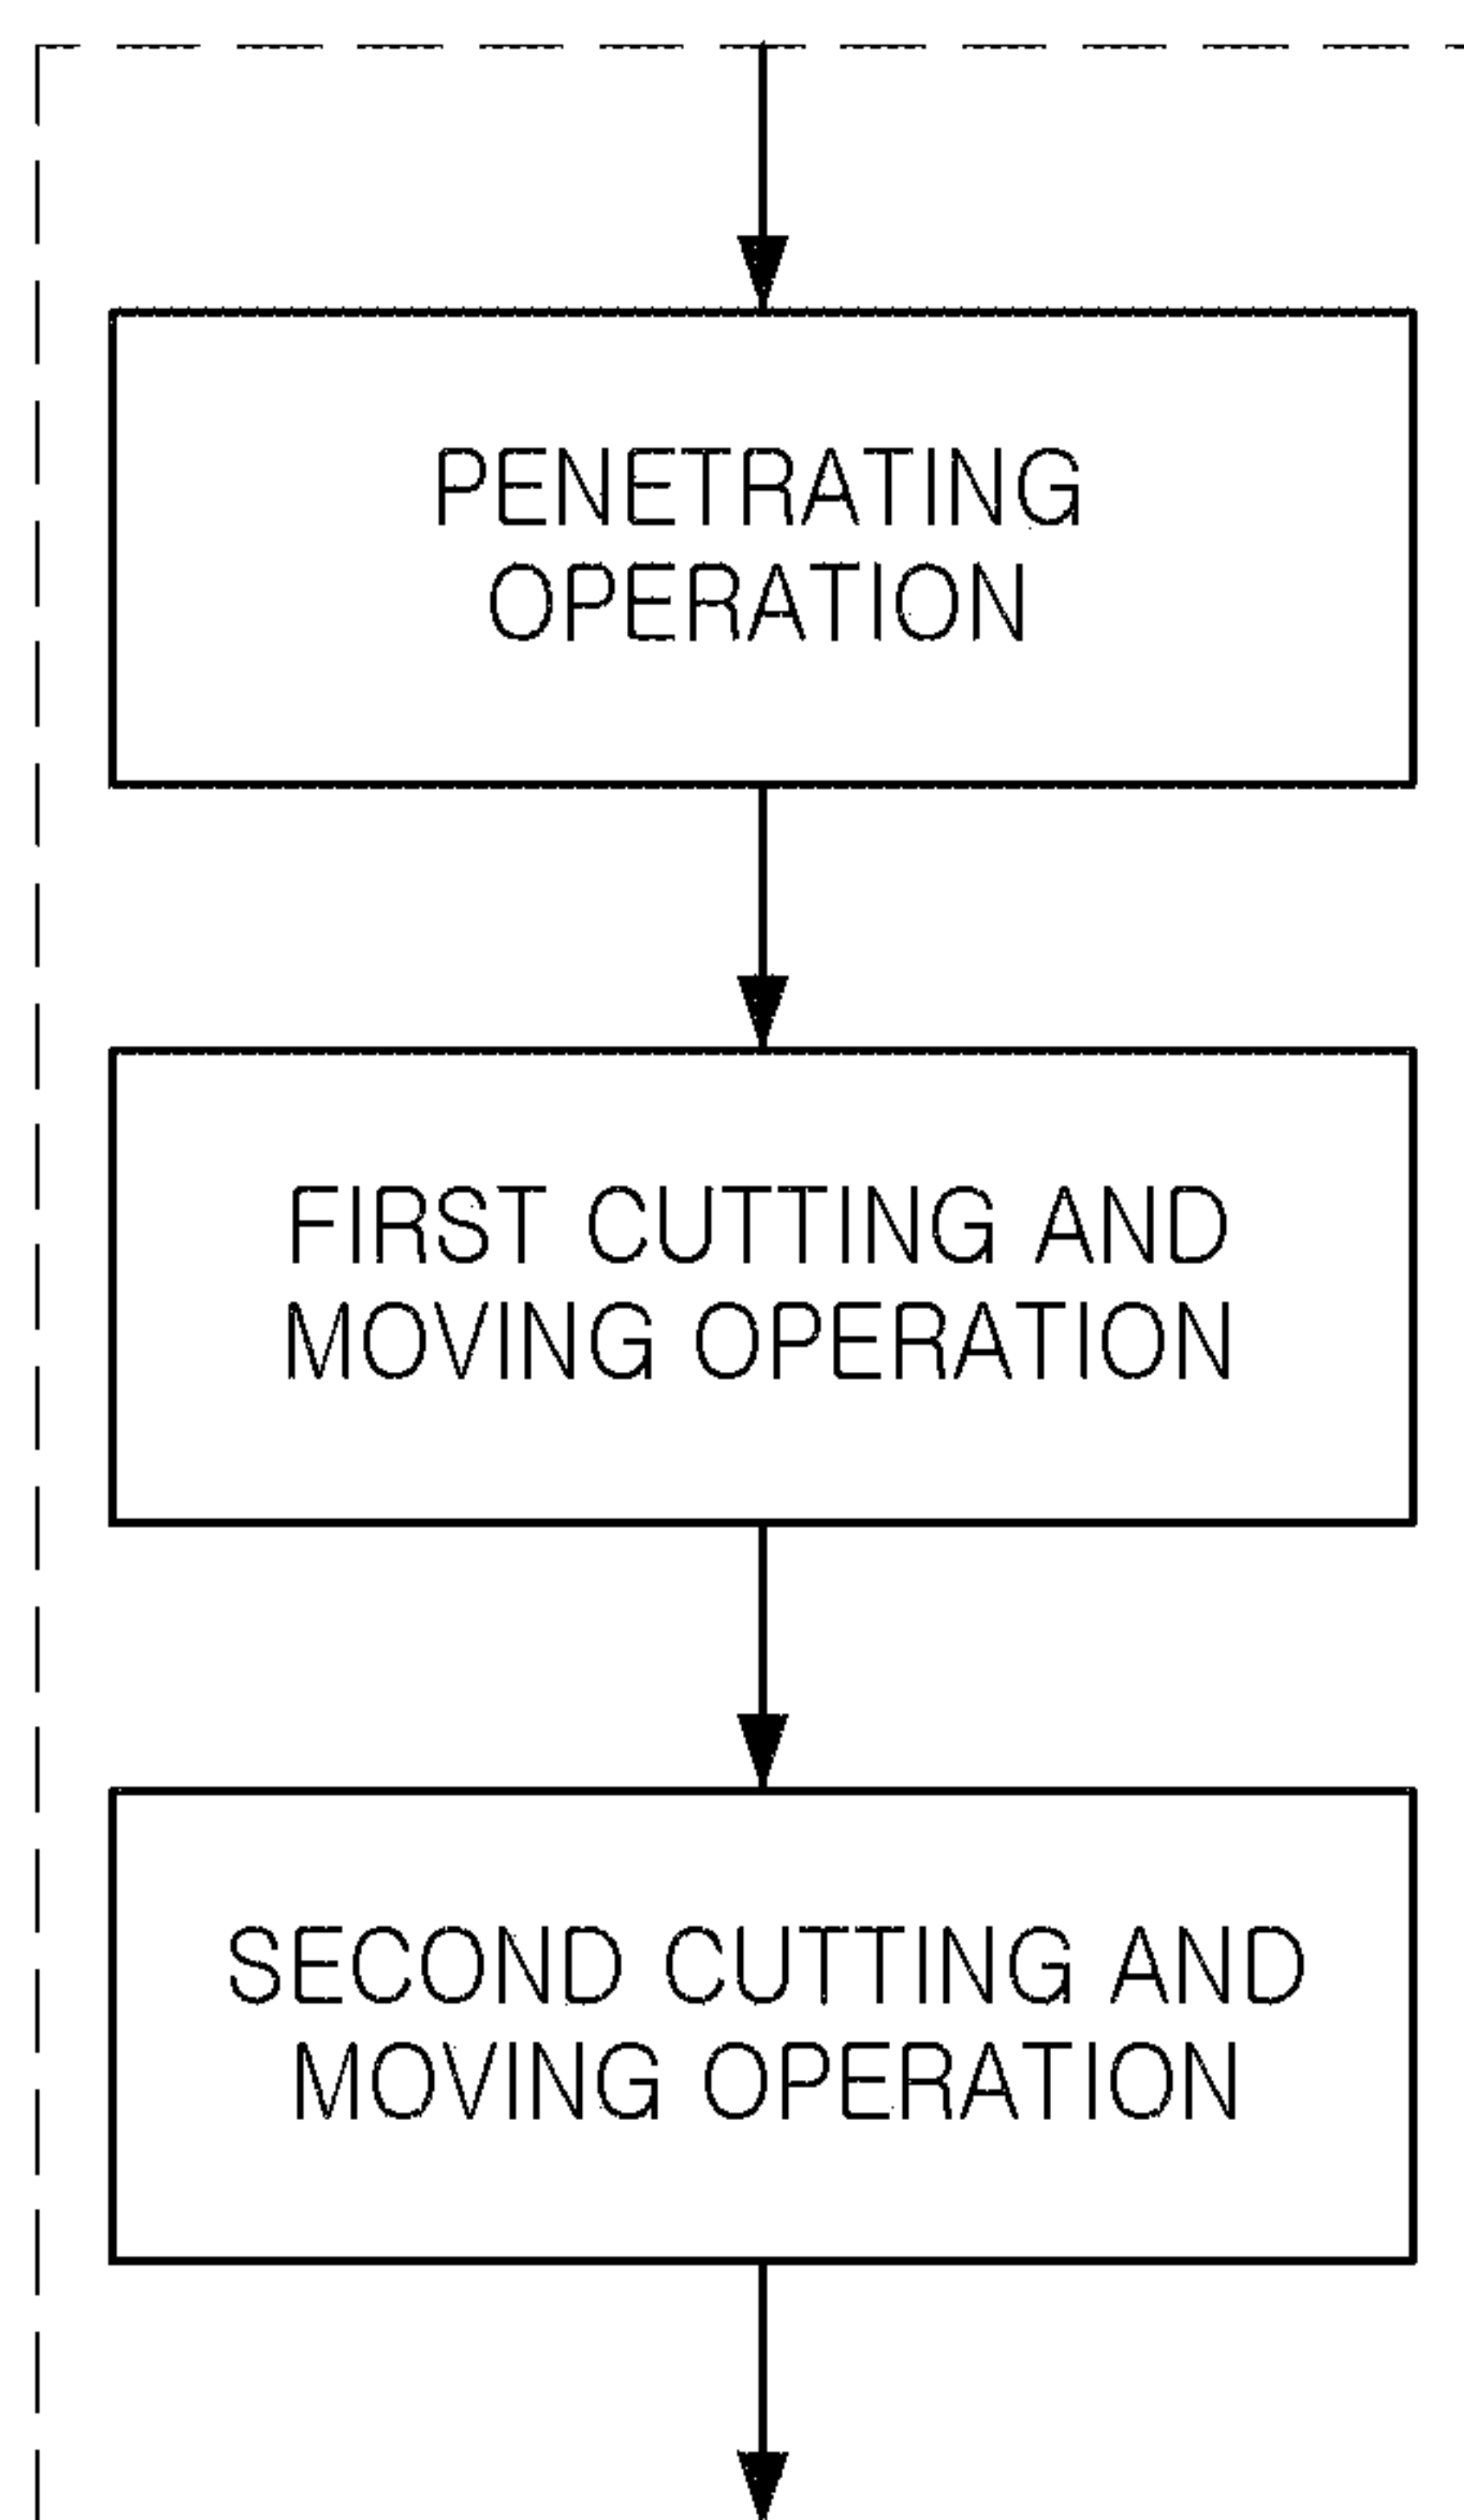 PENETRATING
OPERATION
FIRST CUTTING AND
MOVING OPERATION
SECOND CUTTING AND
MOVING OPERATION